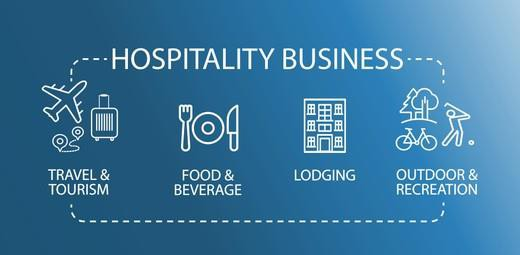 HOSPITALITY BUSINESS
TRAVEL &
TOURISM
FOOD &
BEVERAGE
LODGING
OUTDOOR &
RECREATION